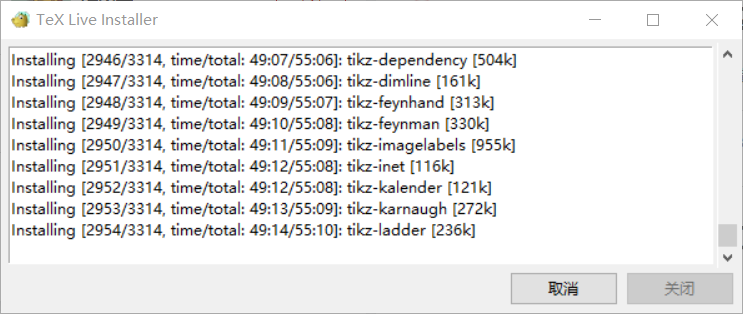 TeX Live Installer
Installing [2946/3314, time/total: 49:07/55:06]: tikz-dependency [504k]
Installing [2947/3314, time/total: 49:08/55:06]: tikz-dimline [161k]
Installing [2948/3314, time/total: 49:09/55:07]: tikz-feynhand [313k]
Installing [2949/3314, time/total: 49:10/55:08]: tikz-feynman [330k]
Installing [2950/3314, time/total: 49:11/55:09]: tikz-imagelabels [955k]
Installing [2951/3314, time/total: 49:12/55:08]: tikz-inet [116k]
Installing [2952/3314, time/total: 49:12/55:08]: tikz-kalender [121k]
Installing [2953/3314, time/total: 49:13/55:09]: tikz-karnaugh [272k]
Installing [2954/3314, time/total: 49:14/55:10]: tikz-ladder [236k]
取消 关闭